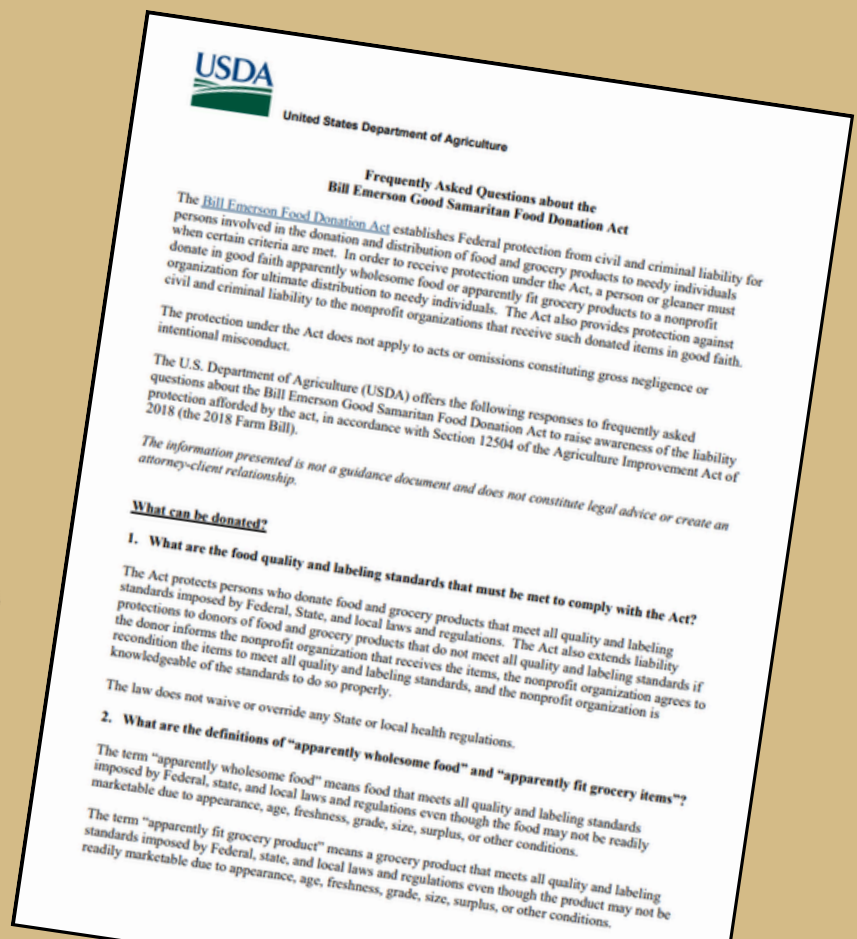 USDA
United States Department of Agriculture
Frequently Asked Questions about the
Bill Emerson Good Samaritan Food Donation Act
The Bill Emerson Food Donation Act establishes Federal protection from civil and criminal liability for
persons involved in the donation and distribution of food and grocery products to needy individuals
when certain criteria are met. In order to receive protection under the Act, a person or gleaner must
donate in good faith apparently wholesome food or apparently fit grocery products to a nonprofit
organization for ultimate distribution to needy individuals. The Act also provides protection against
civil and criminal liability to the nonprofit organizations that receive such donated items in good faith.
The protection under the Act does not apply to acts or omissions constituting gross negligence or
intentional misconduct.
The U.S. Department of Agriculture (USDA) offers the following responses to frequently asked
questions about the Bill Emerson Good Samaritan Food Donation Act to raise awareness of the liability
protection afforded by the act, in accordance with Section 12504 of the Agriculture Improvement Act of
2018 (the 2018 Farm Bill).
The information presented is not a guidance document and does not constitute legal advice or create an
attorney-client relationship.
What can be donated?
1. What are the food quality and labeling standards that must be met to comply with the Act?
The Act protects persons who donate food and grocery products that meet all quality and labeling
standards imposed by Federal, State, and local laws and regulations. The Act also extends liability
protections to donors of food and grocery products that do not meet all quality and labeling standards if
the donor informs the nonprofit organization that receives the items, the nonprofit organization agrees to
recondition the items to meet all quality and labeling standards, and the nonprofit organization is
knowledgeable of the standards to do so properly.
The law does not waive or override any State or local health regulations.
2. What are the definitions of “apparently wholesome food” and “apparently fit grocery items”?
The term “apparently wholesome food” means food that meets all quality and labeling standards
imposed by Federal, state, and local laws and regulations even though the food may not be readily
marketable due to appearance, age, freshness, grade, size, surplus, or other conditions.
The term “apparently fit grocery product” means a grocery product that meets all quality and labeling
standards imposed by Federal, state, and local laws and regulations even though the product may not be
readily marketable due to appearance, age, freshness, grade, size, surplus, or other conditions.